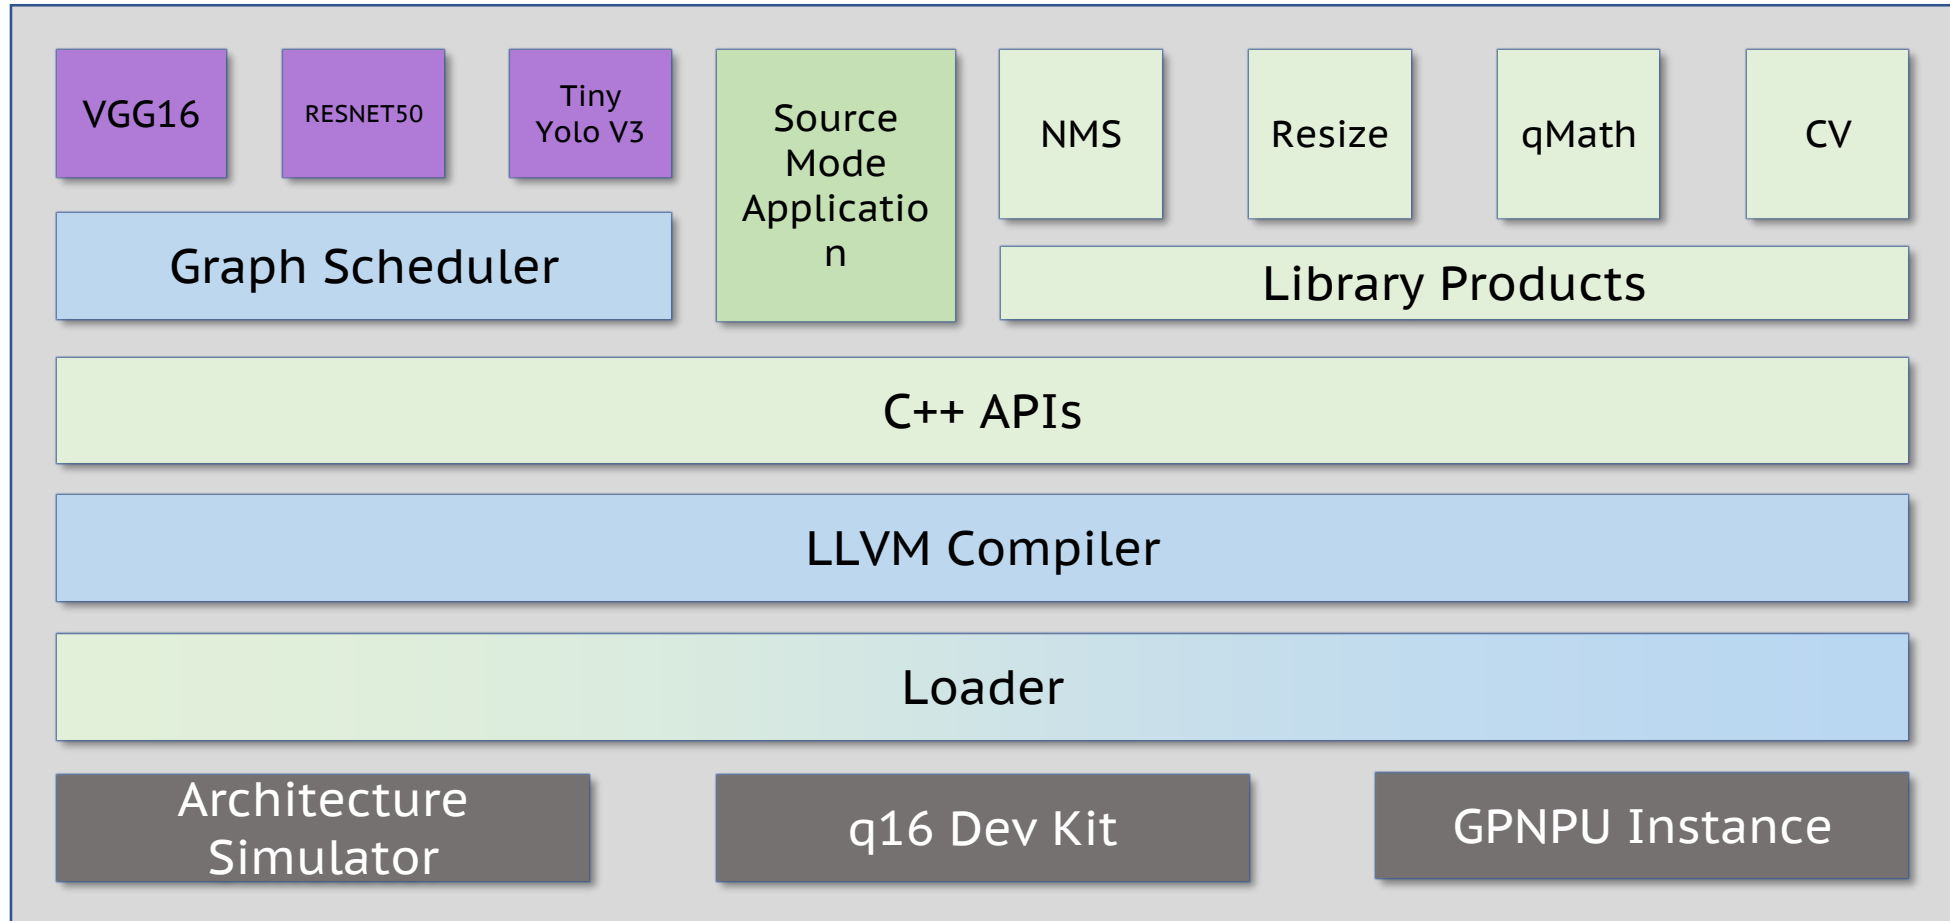 VGG16
RESNET50
Tiny
Yolo V3
Source
Mode
Applicatio
n
NMS
Resize
qMath
CV
Graph Scheduler
Library Products
C++ APIs
LLVM Compiler
Loader
Architecture
Simulator
q16 Dev Kit
GPNPU Instance